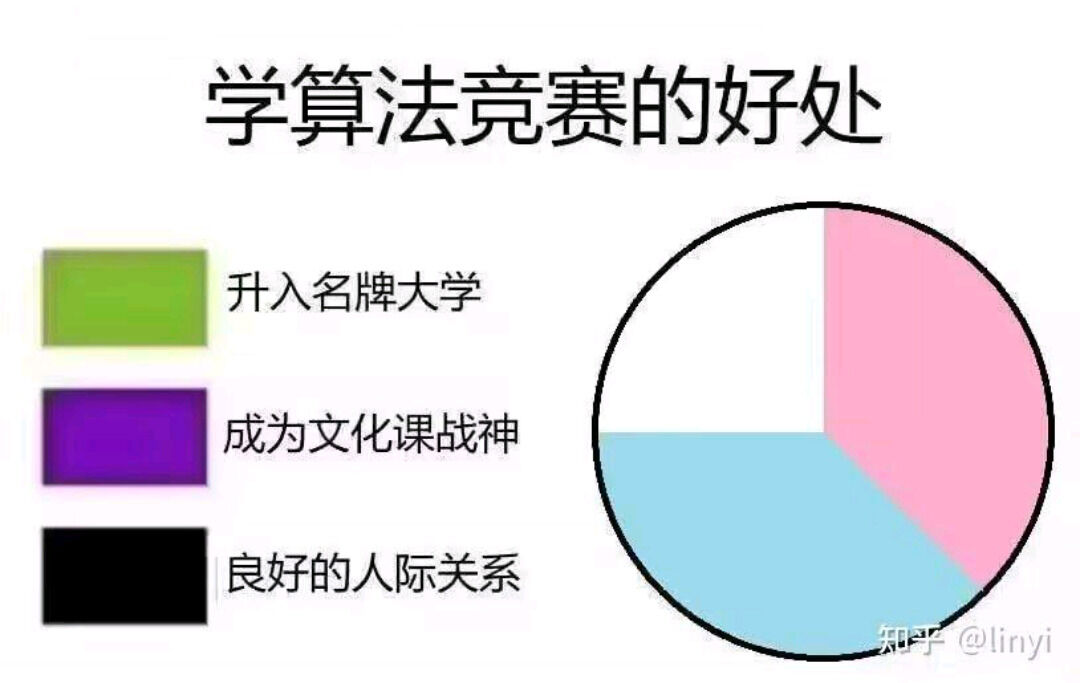 学算法竞赛的好处
升入名牌大学
成为文化课战神
良好的人际关系
知乎 @linyi